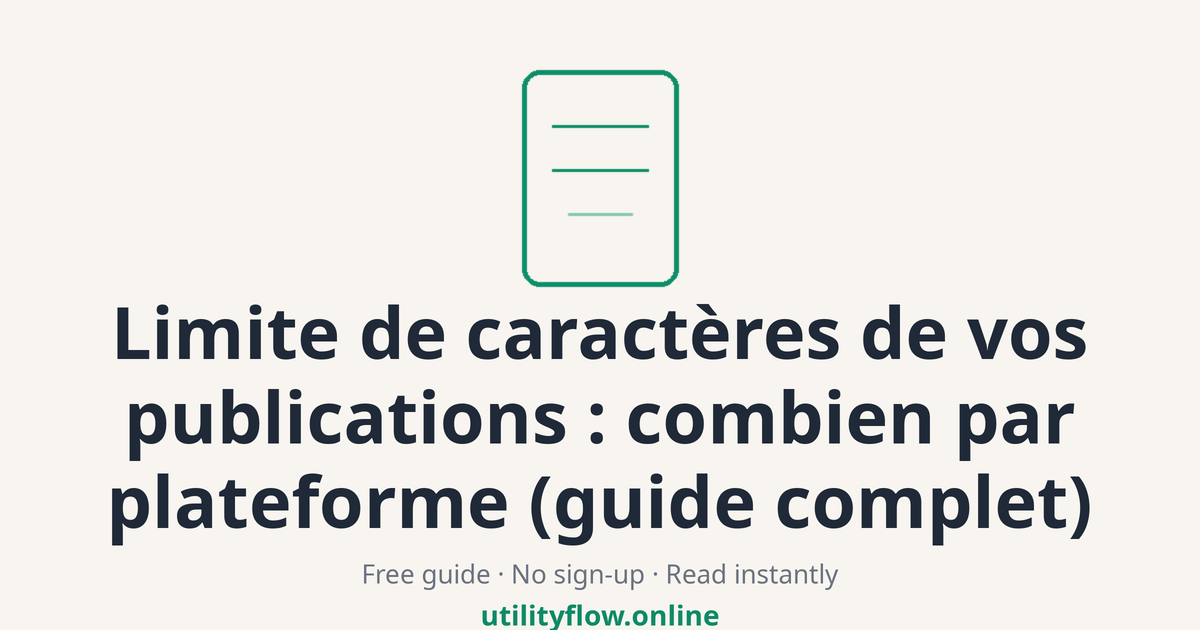 Limite de caractères de vos
publications : combien par
plateforme (guide complet)
Free guide · No sign-up · Read instantly
utilityflow.online